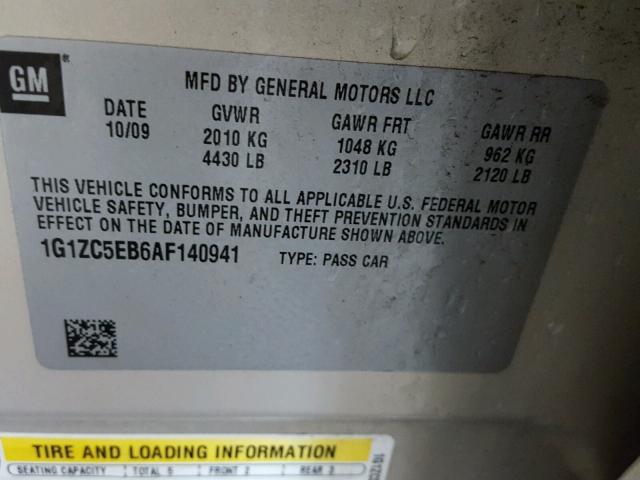 GM
MFD BY GENERAL MOTORS LLC
DATE GVWR GAWR FRT GAWR RR
10/09 2010 KG 1048 KG 962 KG
4430 LB 2310 LB 2120 LB
THIS VEHICLE CONFORMS TO ALL APPLICABLE U.S. FEDERAL MOTOR
VEHICLE SAFETY, BUMPER, AND THEFT PREVENTION STANDARDS IN
EFFECT ON THE DATE OF MANUFACTURE SHOWN ABOVE.
1G1ZC5EB6AF140941 TYPE: PASS CAR
TIRE AND LOADING INFORMATION
SEATING CAPACITY TOTAL 5 FRONT 2 REAR 3